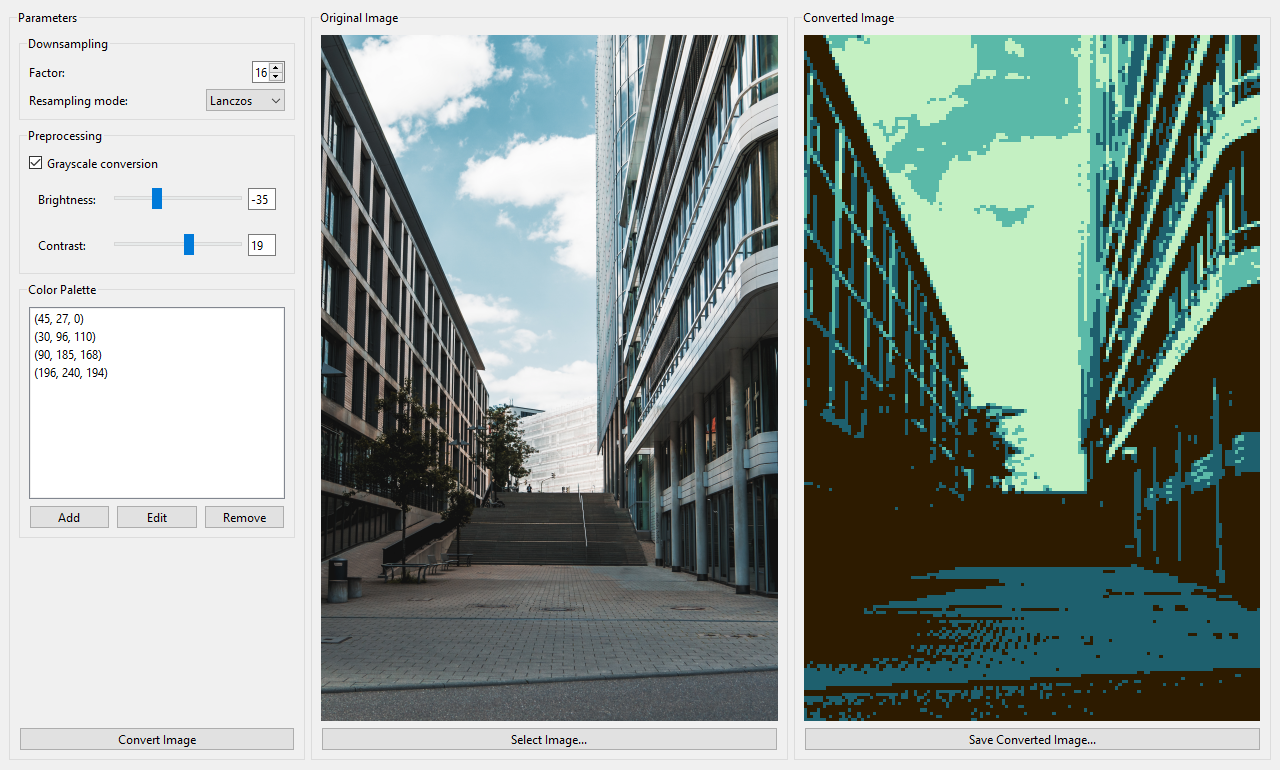 Parameters
Downsampling
Factor:
16
Resampling mode:
Lanczos
Preprocessing
Grayscale conversion
Brightness:
-35
Contrast:
19
Color Palette
(45, 27, 0)
(30, 96, 110)
(90, 185, 168)
(196, 240, 194)
Add
Edit
Remove
Convert Image
Original Image
Select Image...
Converted Image
Save Converted Image...